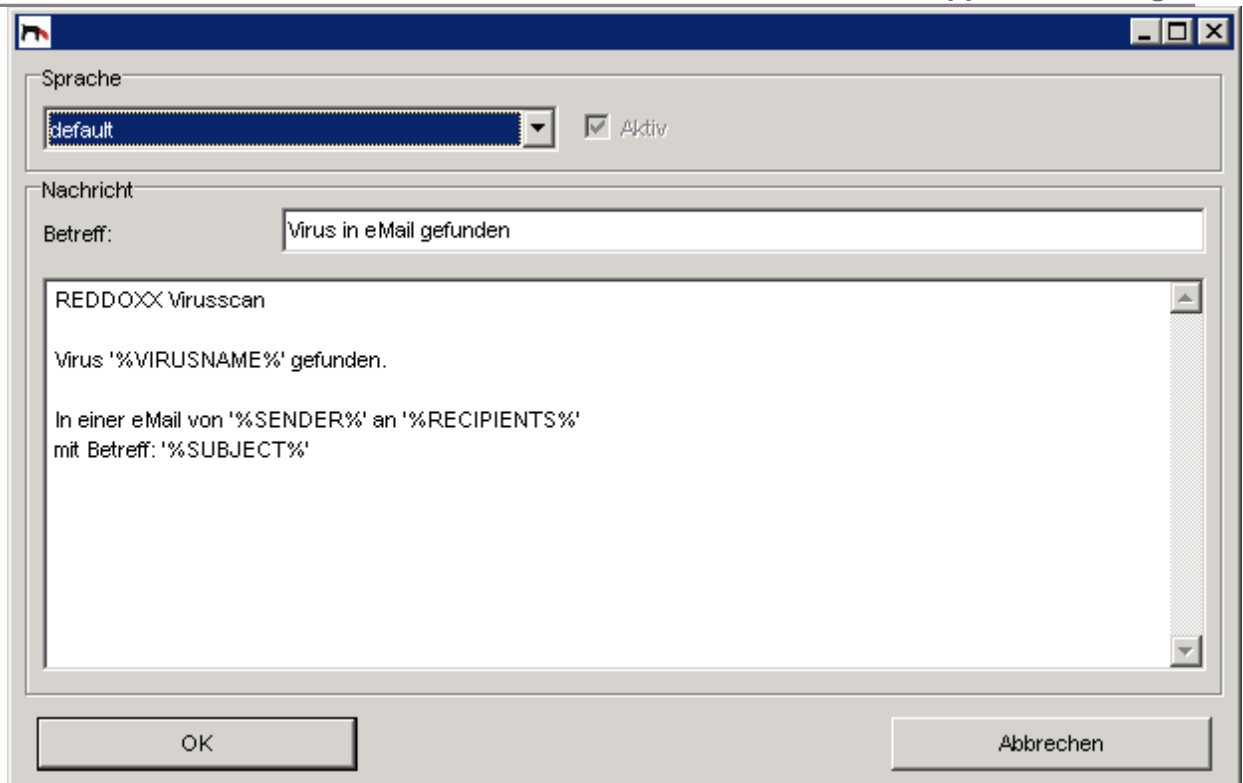 Sprache
default
Aktiv
Nachricht
Betreff:
Virus in eMail gefunden
REDDOXX Virusscan
Virus '%VIRUSNAME%' gefunden.
In einer eMail von '%SENDER%' an '%RECIPIENTS%'
mit Betreff: '%SUBJECT%'
OK
Abbrechen